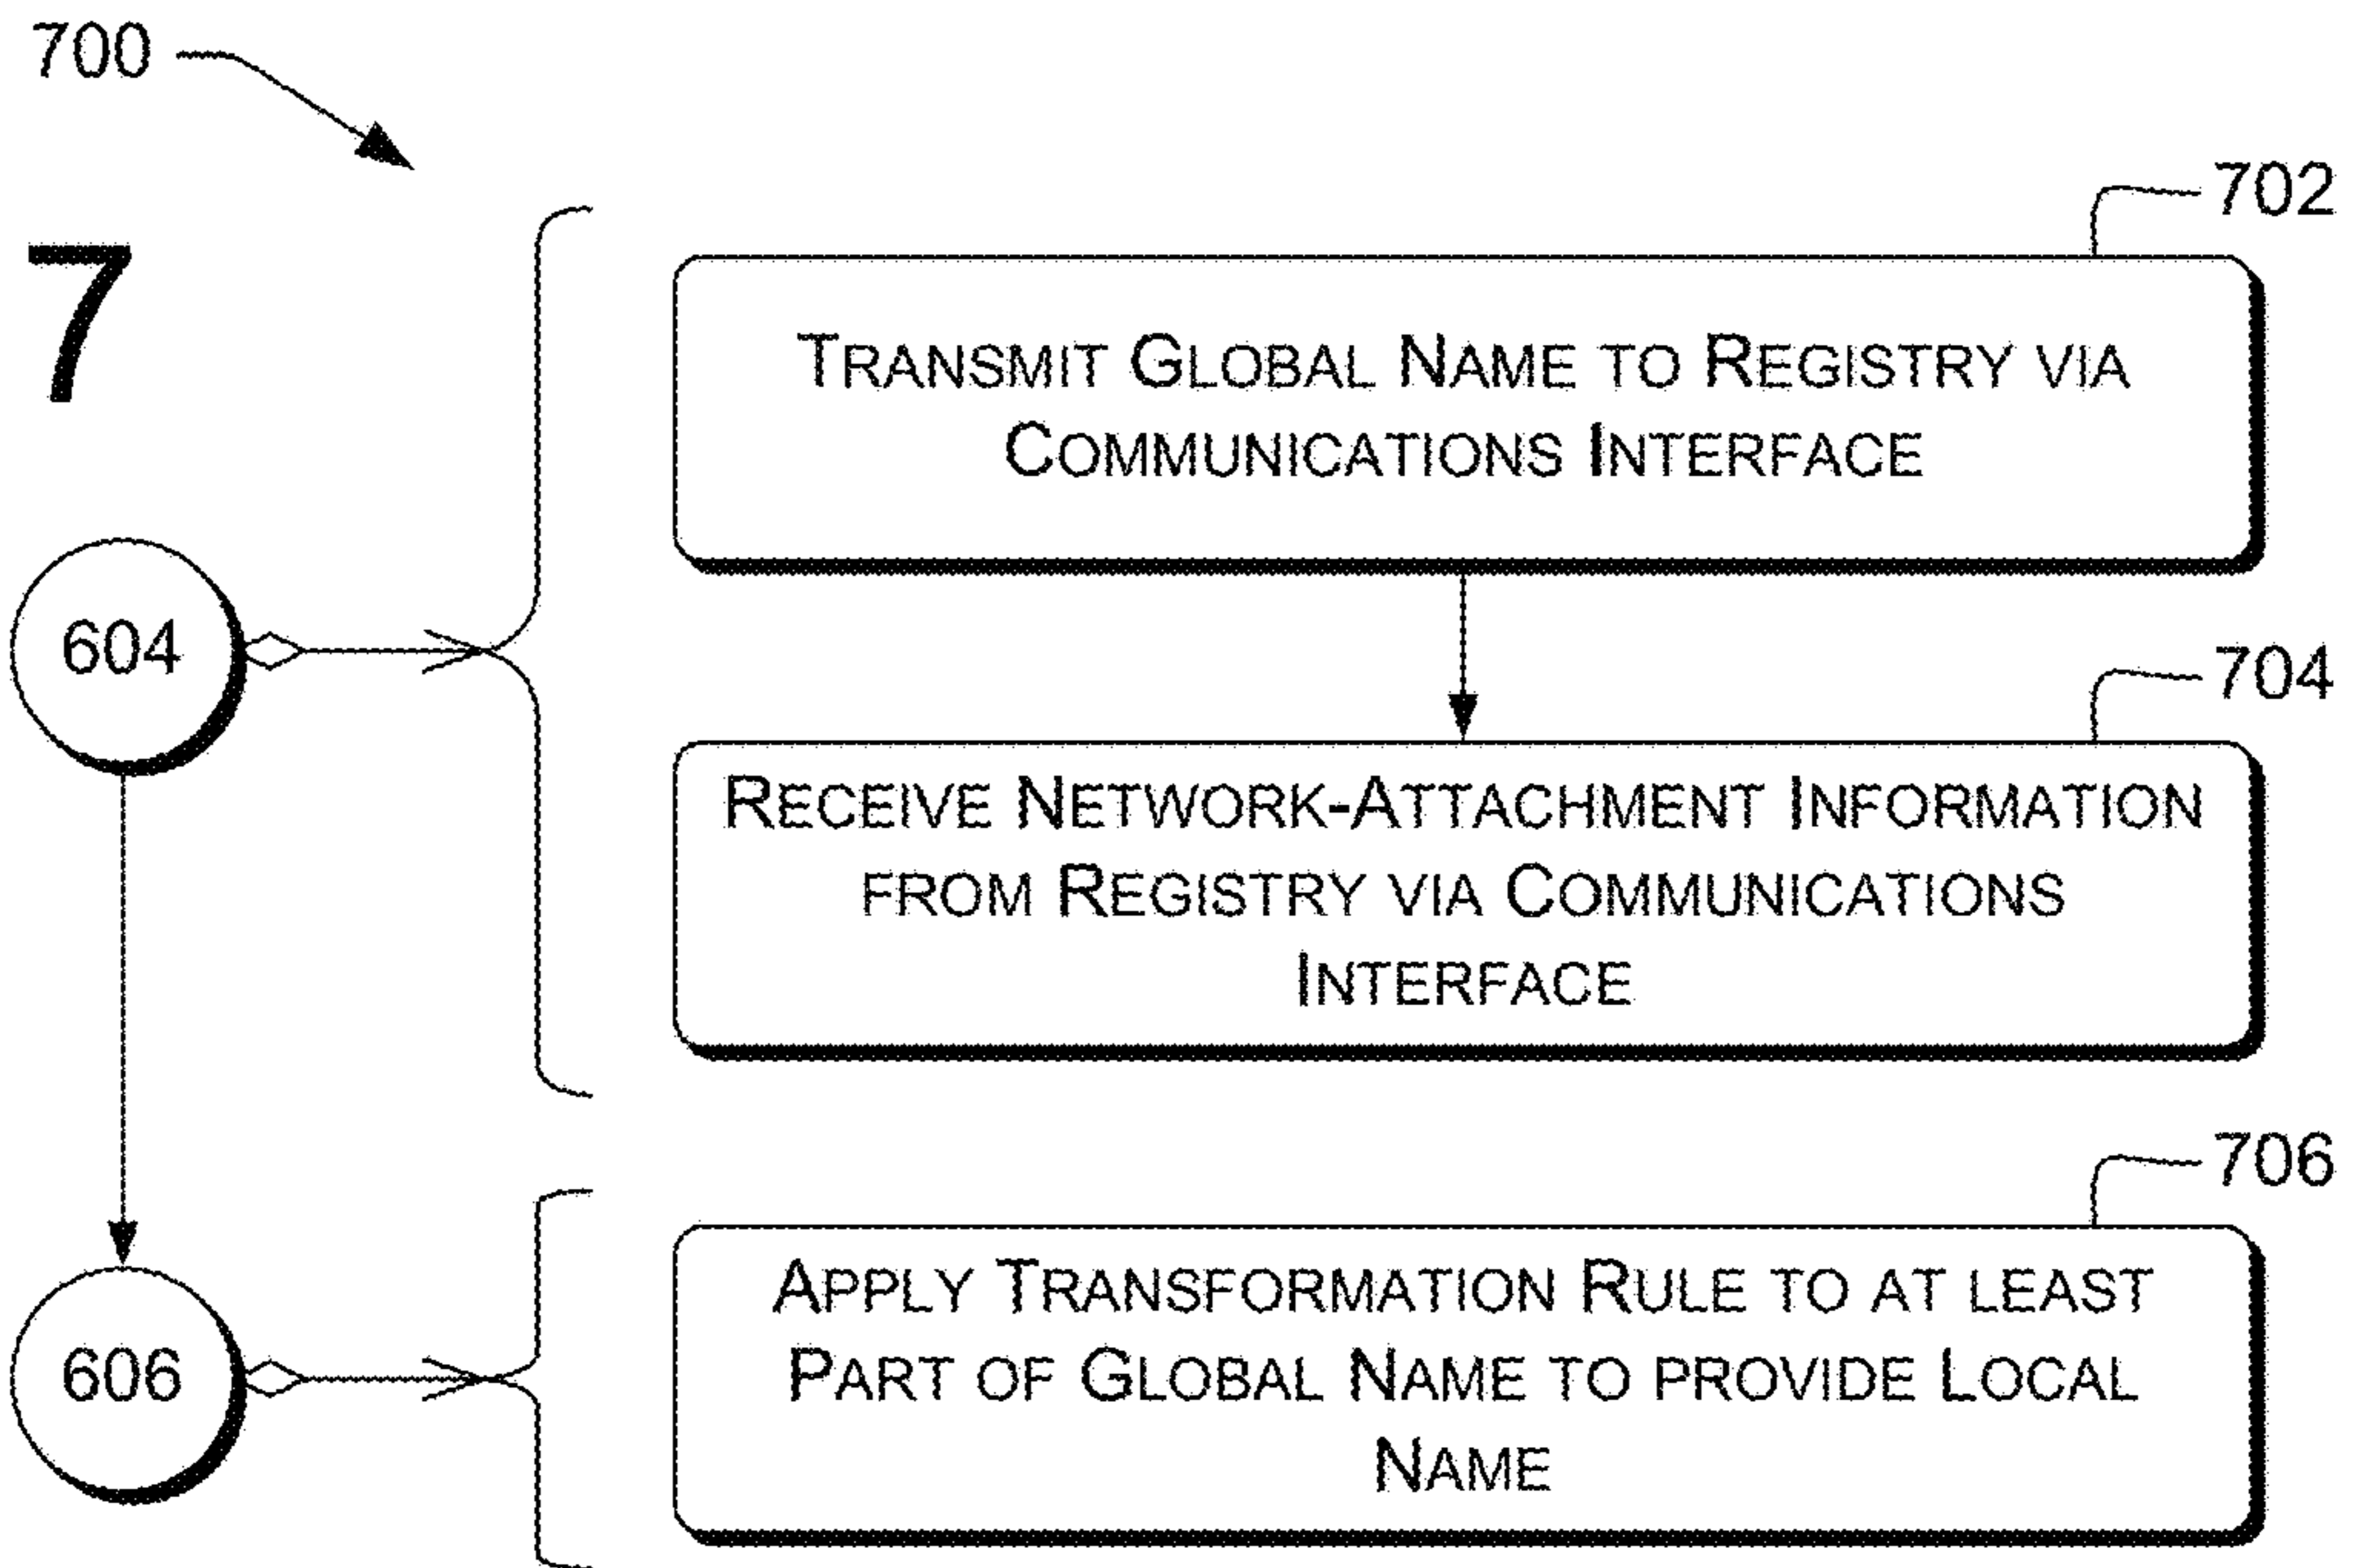 700
7
702
TRANSMIT GLOBAL NAME TO REGISTRY VIA
COMMUNICATIONS INTERFACE
604
704
RECEIVE NETWORK-ATTACHMENT INFORMATION
FROM REGISTRY VIA COMMUNICATIONS
INTERFACE
706
606
APPLY TRANSFORMATION RULE TO AT LEAST
PART OF GLOBAL NAME TO PROVIDE LOCAL
NAME